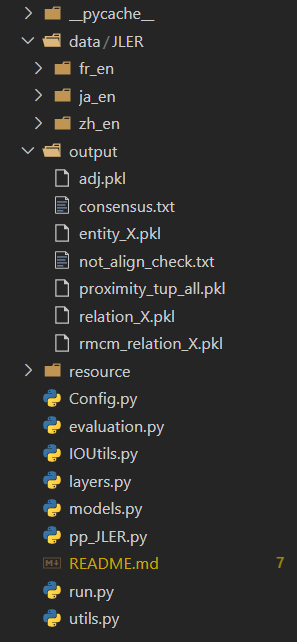 __pycache__
data / JLER
fr_en
ja_en
zh_en
output
adj.pkl
consensus.txt
entity_X.pkl
not_align_check.txt
proximity_tup_all.pkl
relation_X.pkl
rmcm_relation_X.pkl
resource
Config.py
evaluation.py
IOUtils.py
layers.py
models.py
pp_JLER.py
README.md 7
run.py
utils.py